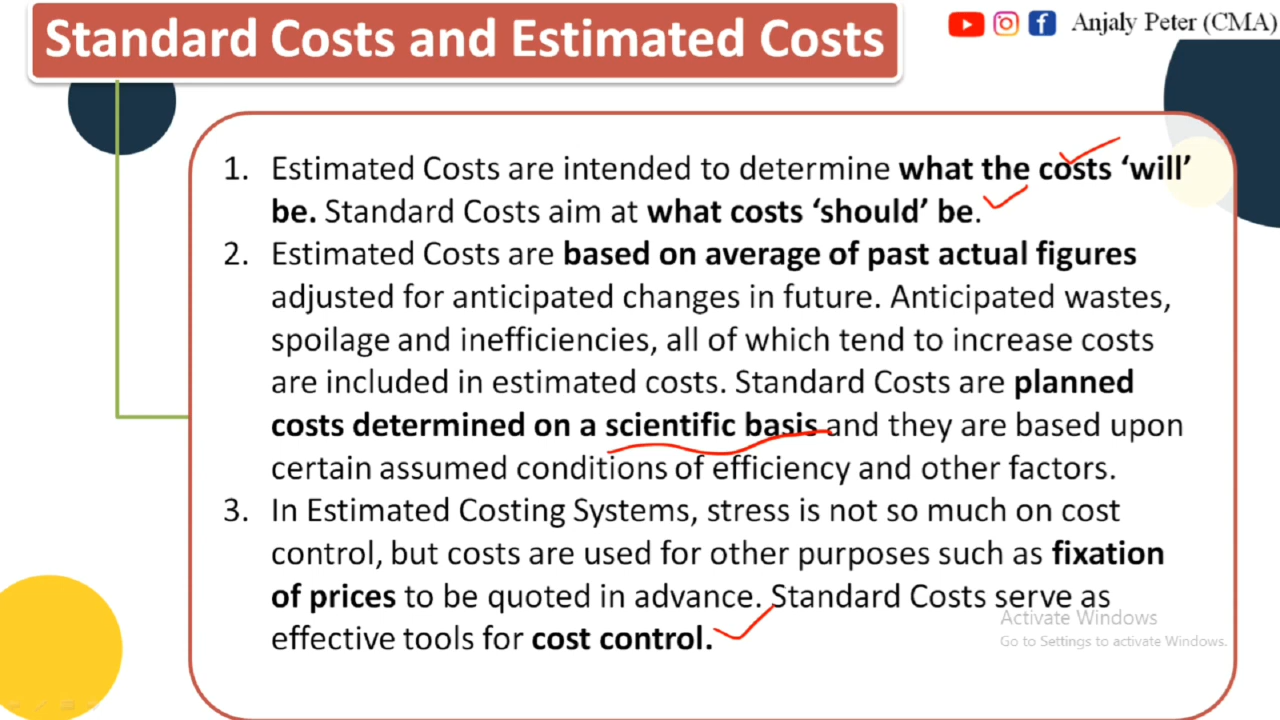 Standard Costs and Estimated Costs
Anjaly Peter (CMA)
1. Estimated Costs are intended to determine what the costs ‘will’
be. Standard Costs aim at what costs ‘should’ be.
2. Estimated Costs are based on average of past actual figures
adjusted for anticipated changes in future. Anticipated wastes,
spoilage and inefficiencies, all of which tend to increase costs
are included in estimated costs. Standard Costs are planned
costs determined on a scientific basis and they are based upon
certain assumed conditions of efficiency and other factors.
3. In Estimated Costing Systems, stress is not so much on cost
control, but costs are used for other purposes such as fixation
of prices to be quoted in advance. Standard Costs serve as
effective tools for cost control.
Activate Windows
Go to Settings to activate Windows.